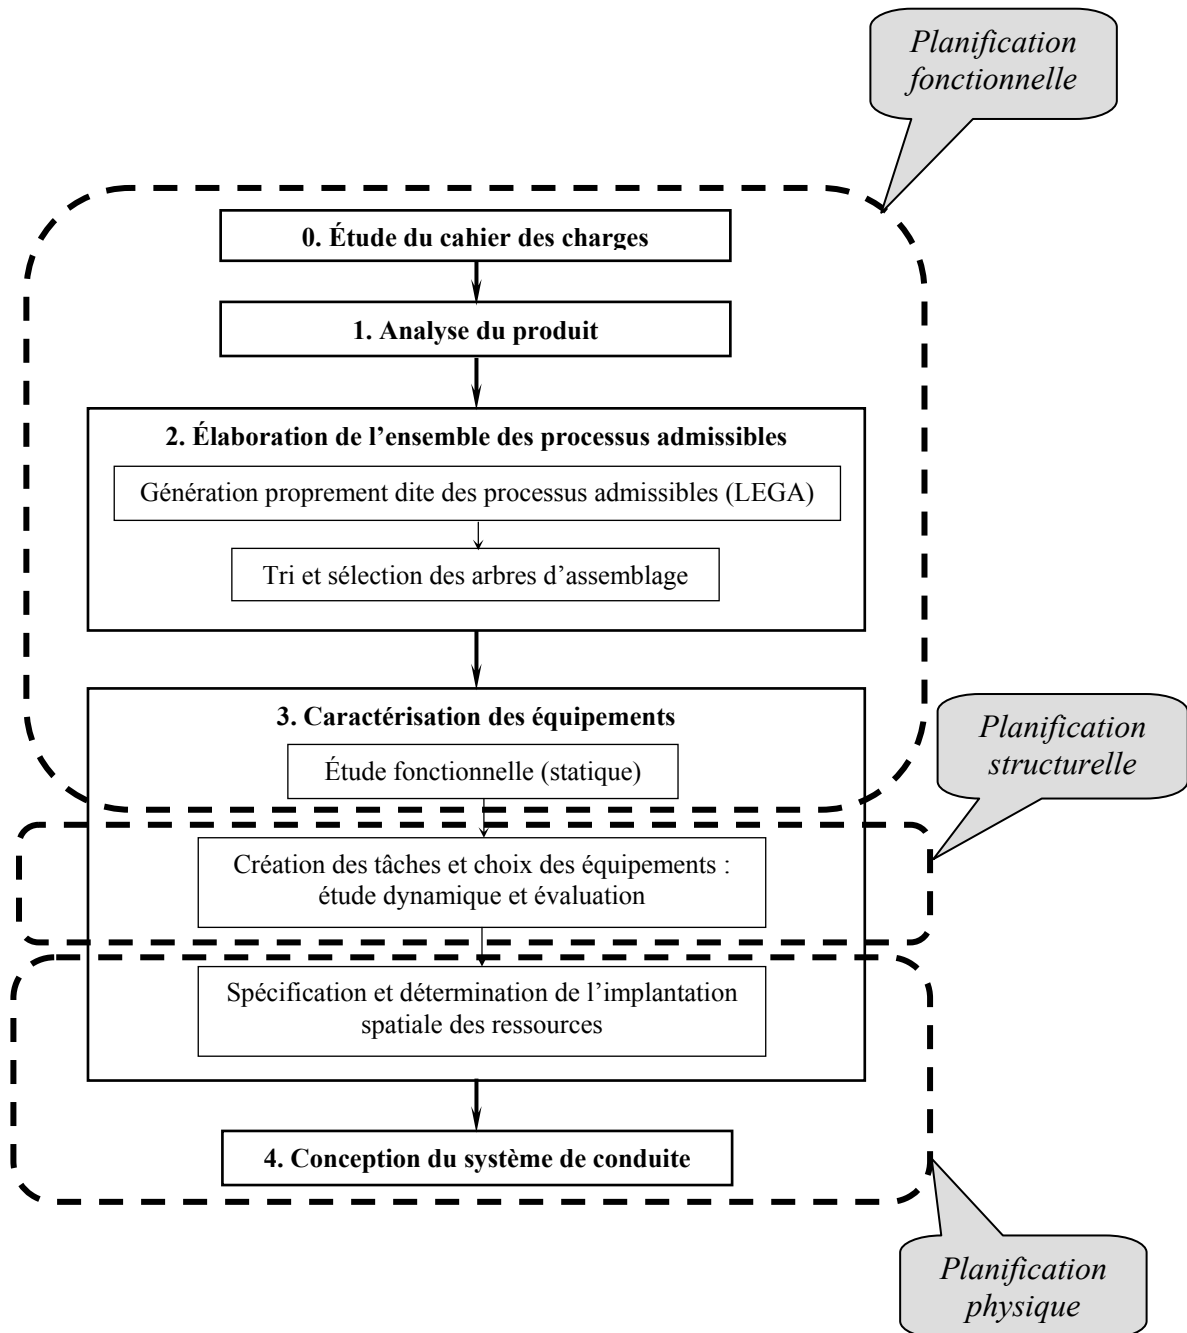 Planification
fonctionnelle
0. Étude du cahier des charges
1. Analyse du produit
2. Élaboration de l’ensemble des processus admissibles
Génération proprement dite des processus admissibles (LEGA)
Tri et sélection des arbres d’assemblage
3. Caractérisation des équipements
Étude fonctionnelle (statique)
Planification
structurelle
Création des tâches et choix des équipements :
étude dynamique et évaluation
Spécification et détermination de l’implantation
spatiale des ressources
4. Conception du système de conduite
Planification
physique